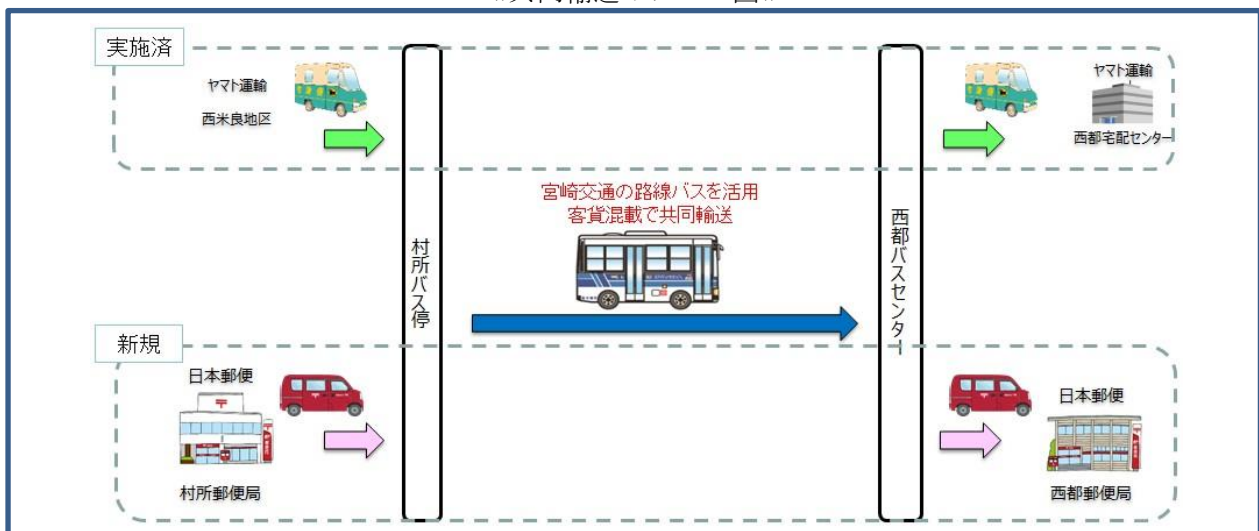 実施済
ヤマト運輸
西米良地区
ヤマト運輸
西都宅配センター
宮崎交通の路線バスを活用
客貨混載で共同輸送
村所バス停
西都バスセンター
新規
日本郵便
村所郵便局
日本郵便
西都郵便局